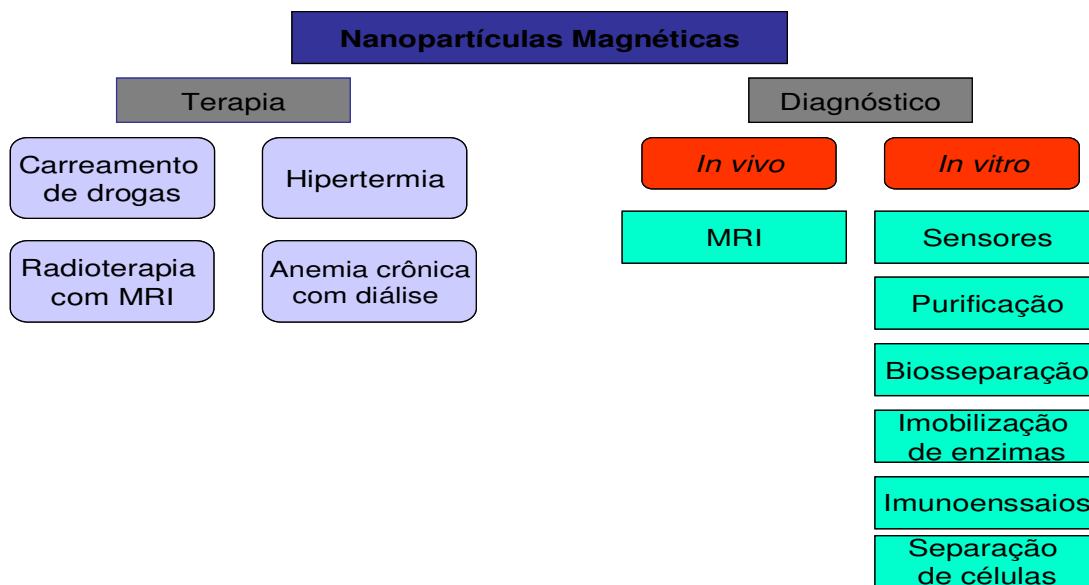 Nanopartículas Magnéticas
Terapia
Diagnóstico
Carreamento
de drogas
Hipertermia
In vivo
In vitro
MRI
Sensores
Radioterapia
com MRI
Anemia crônica
com diálise
Purificação
Biosseparação
Imobilização
de enzimas
Imunoenssaios
Separação
de células